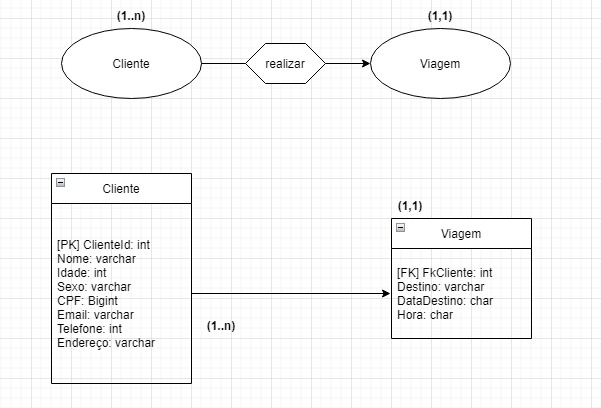 (1..n)
(1,1)
Cliente
realizar
Viagem
Cliente
[PK] ClienteId: int
Nome: varchar
Idade: int
Sexo: varchar
CPF: Bigint
Email: varchar
Telefone: int
Endereço: varchar
(1..n)
(1,1)
Viagem
[FK] FkCliente: int
Destino: varchar
DataDestino: char
Hora: char